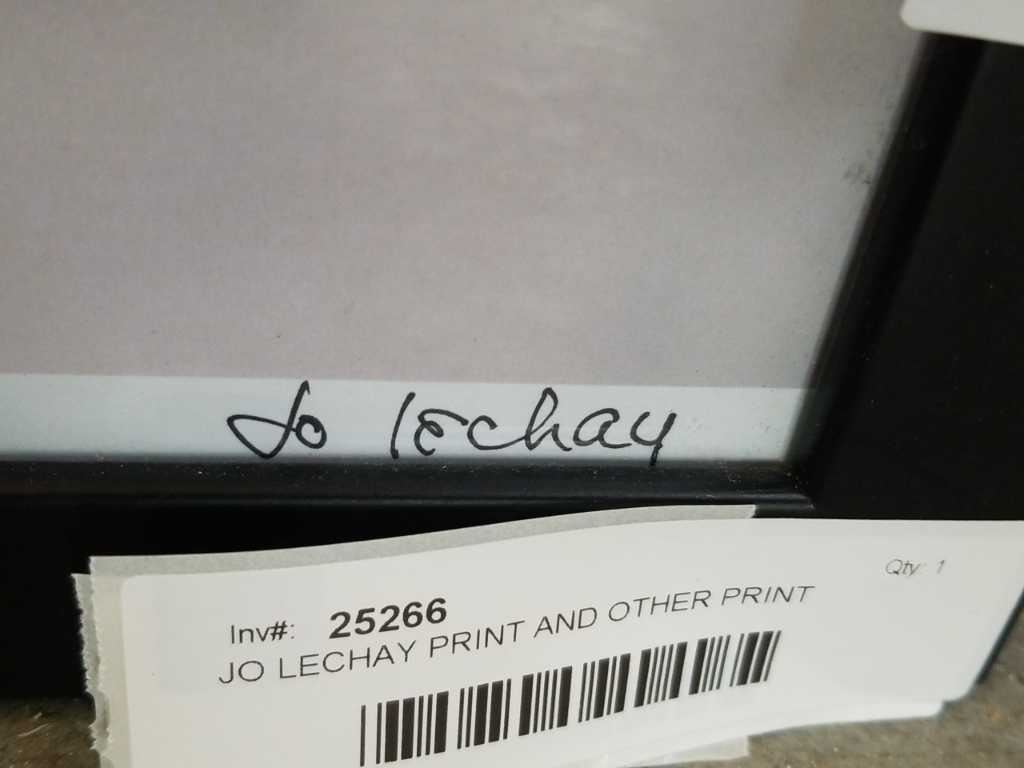 Jo lechay
Qty: 1
Inv#: 25266
JO LECHAY PRINT AND OTHER PRINT